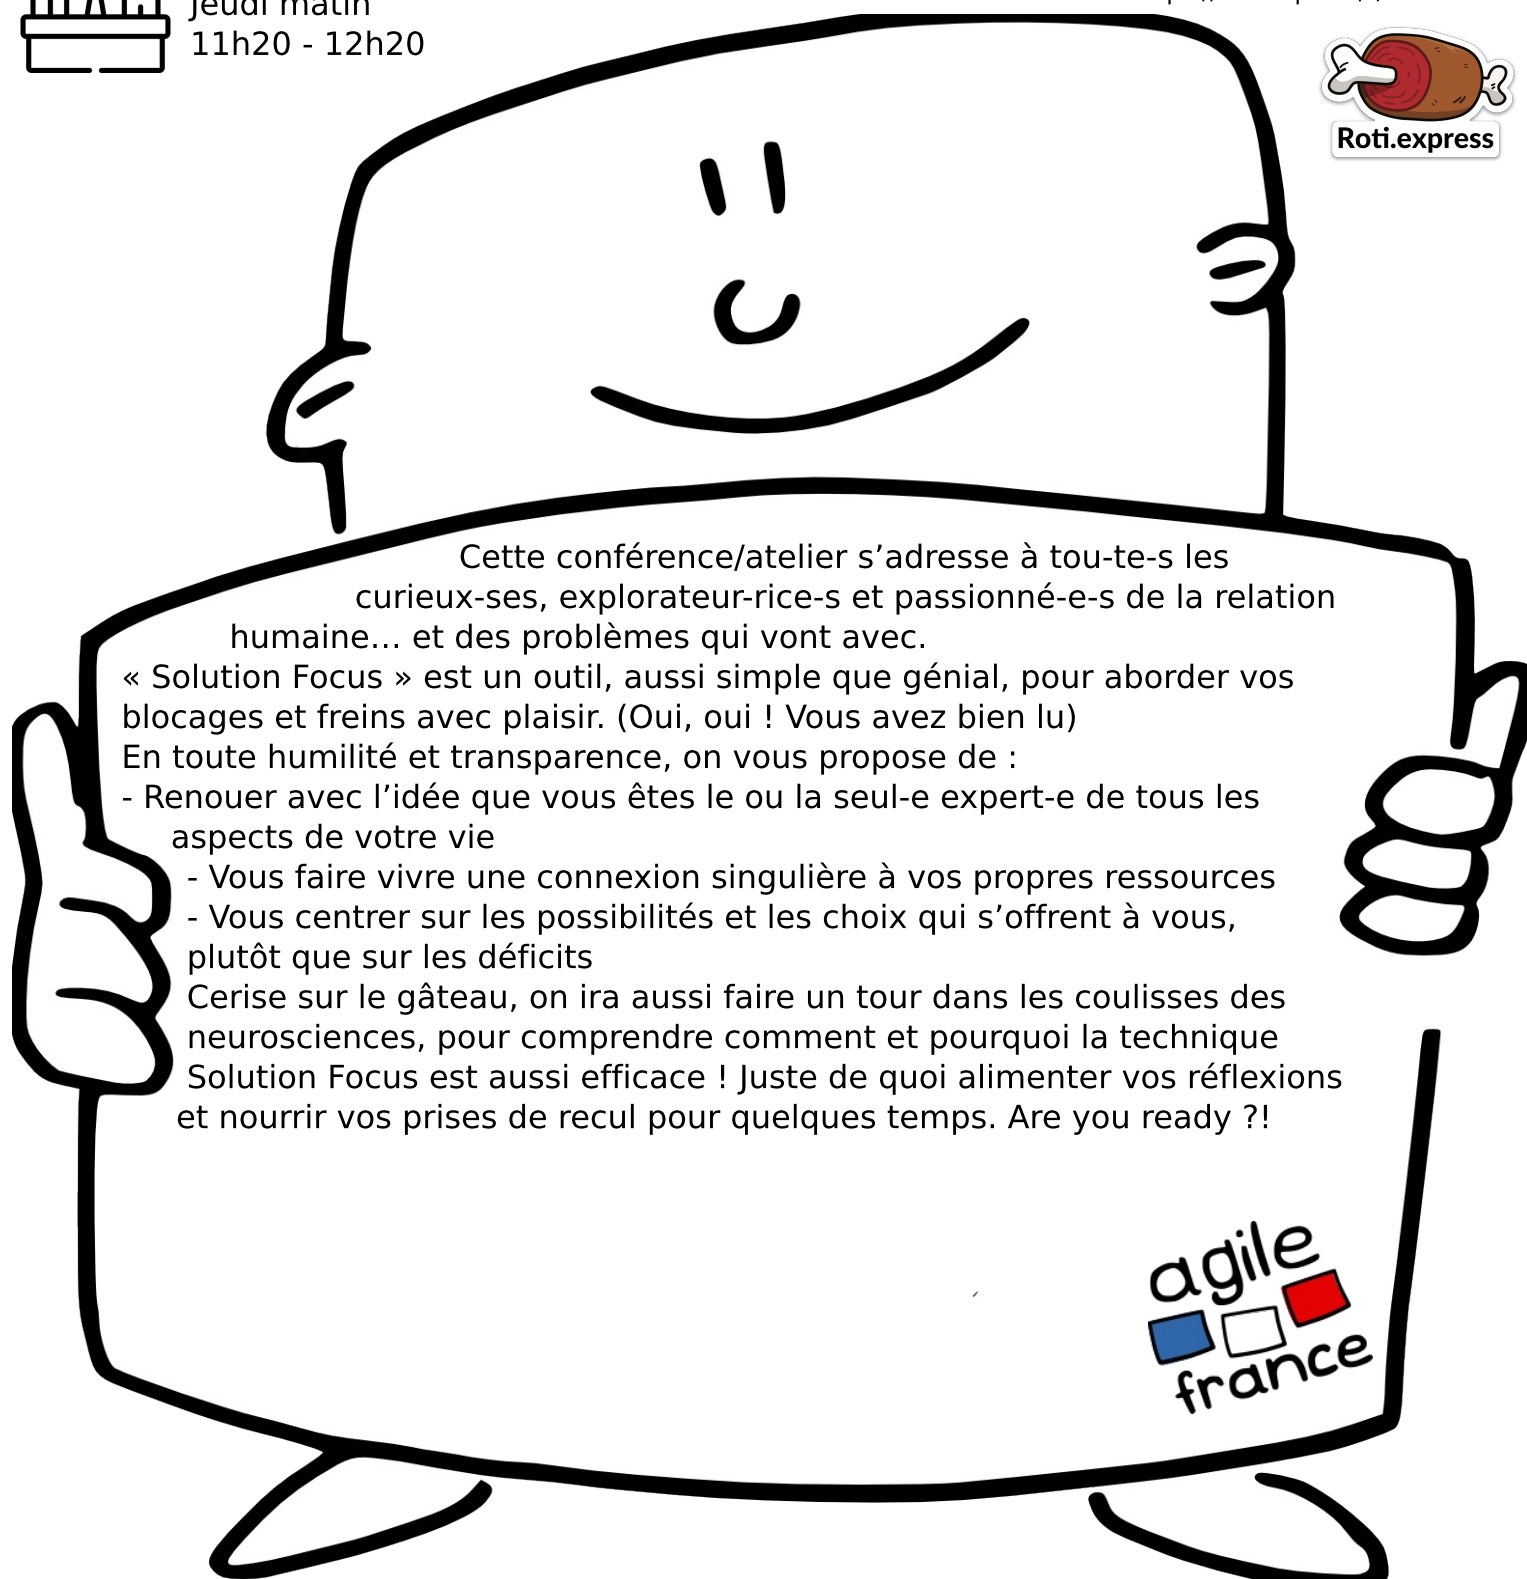 Jeudi matin
11h20 - 12h20
Roti.express
Cette conférence/atelier s’adresse à tou-te-s les
curieux-ses, explorateur-rice-s et passionné-e-s de la relation
humaine... et des problèmes qui vont avec.
« Solution Focus » est un outil, aussi simple que génial, pour aborder vos
blocages et freins avec plaisir. (Oui, oui ! Vous avez bien lu)
En toute humilité et transparence, on vous propose de :
- Renouer avec l’idée que vous êtes le ou la seul-e expert-e de tous les
aspects de votre vie
- Vous faire vivre une connexion singulière à vos propres ressources
- Vous centrer sur les possibilités et les choix qui s’offrent à vous,
plutôt que sur les déficits
Cerise sur le gâteau, on ira aussi faire un tour dans les coulisses des
neurosciences, pour comprendre comment et pourquoi la technique
Solution Focus est aussi efficace ! Juste de quoi alimenter vos réflexions
et nourrir vos prises de recul pour quelques temps. Are you ready ?!
agile
france